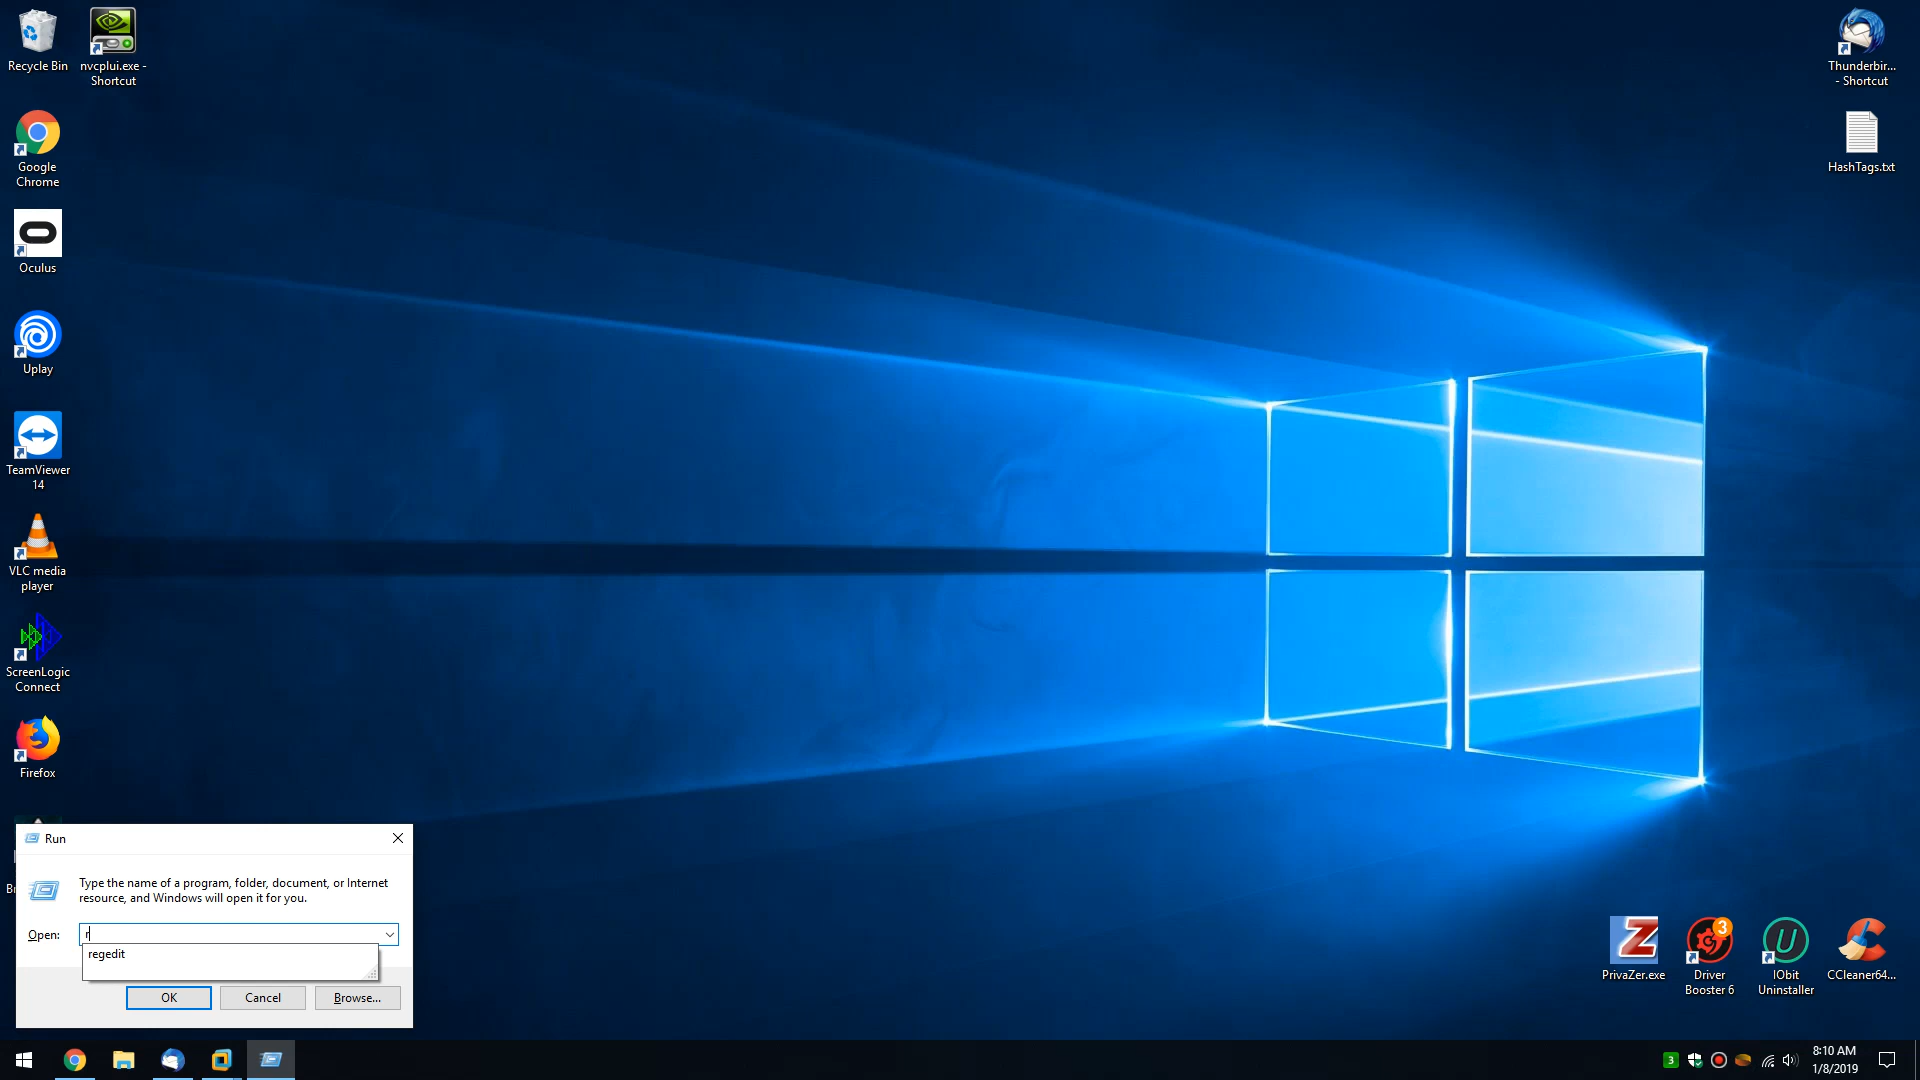 Recycle Bin
nvcplui.exe -
Shortcut
Thunderbir...
- Shortcut
Google
Chrome
HashTags.txt
Oculus
Uplay
TeamViewer
14
VLC media
player
ScreenLogic
Connect
Firefox
Run
Type the name of a program, folder, document, or Internet
resource, and Windows will open it for you.
Open:
r
regedit
OK
Cancel
Browse...
PrivaZer.exe
3
Driver
Booster 6
IObit
Uninstaller
CCleaner64...
3
8:10 AM
1/8/2019